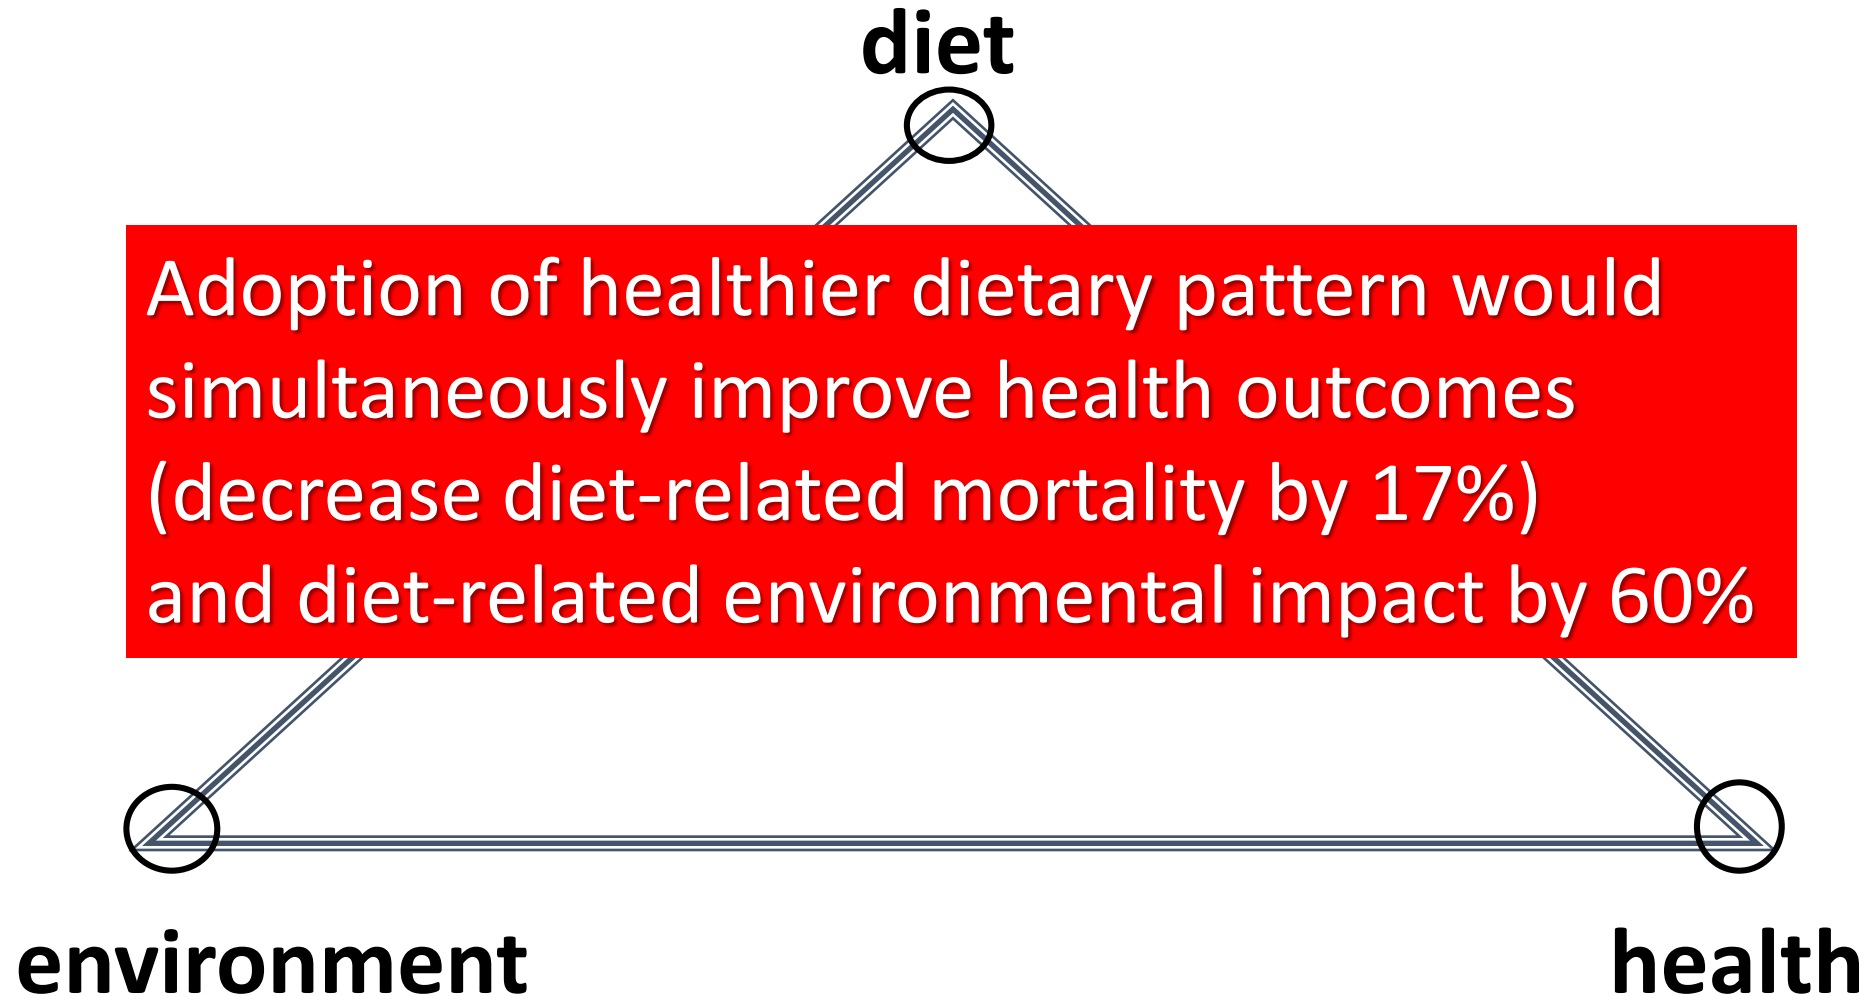 diet
Adoption of healthier dietary pattern would
simultaneously improve health outcomes
(decrease diet-related mortality by 17%)
and diet-related environmental impact by 60%
environment
health